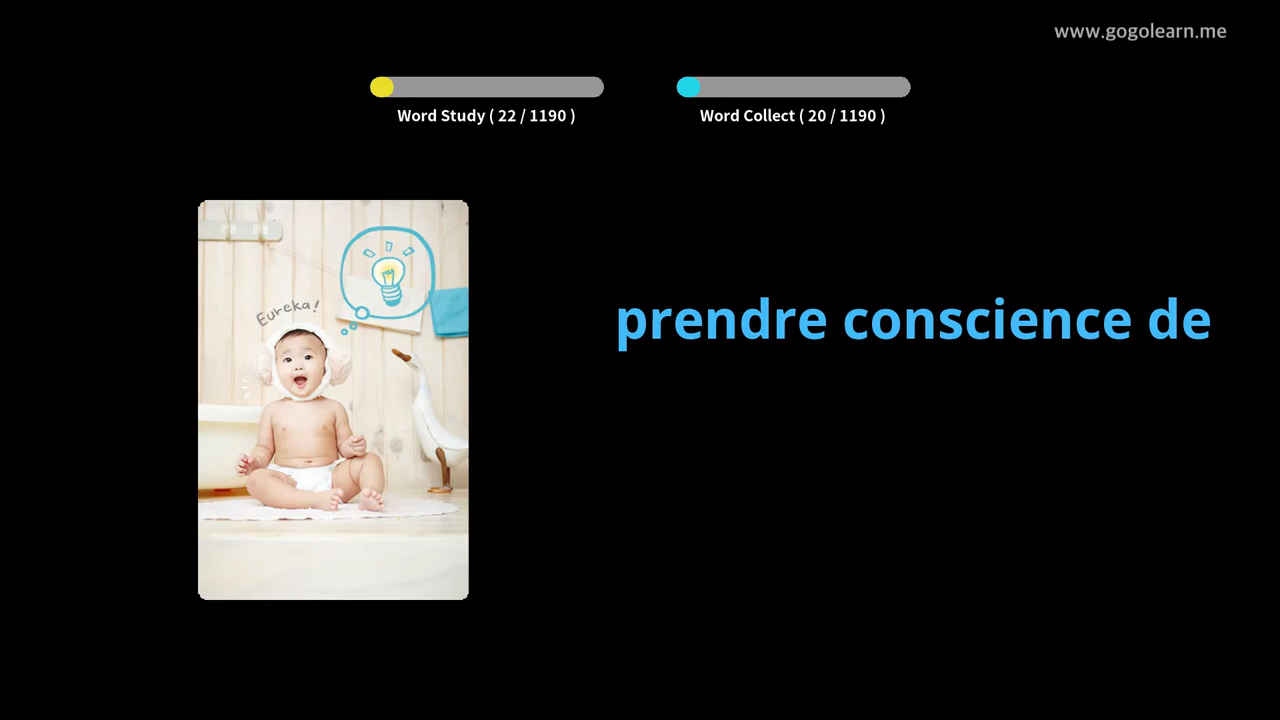 www.gogolearn.me
Word Study ( 22 / 1190 )
Word Collect ( 20 / 1190 )
Eureka!
prendre conscience de